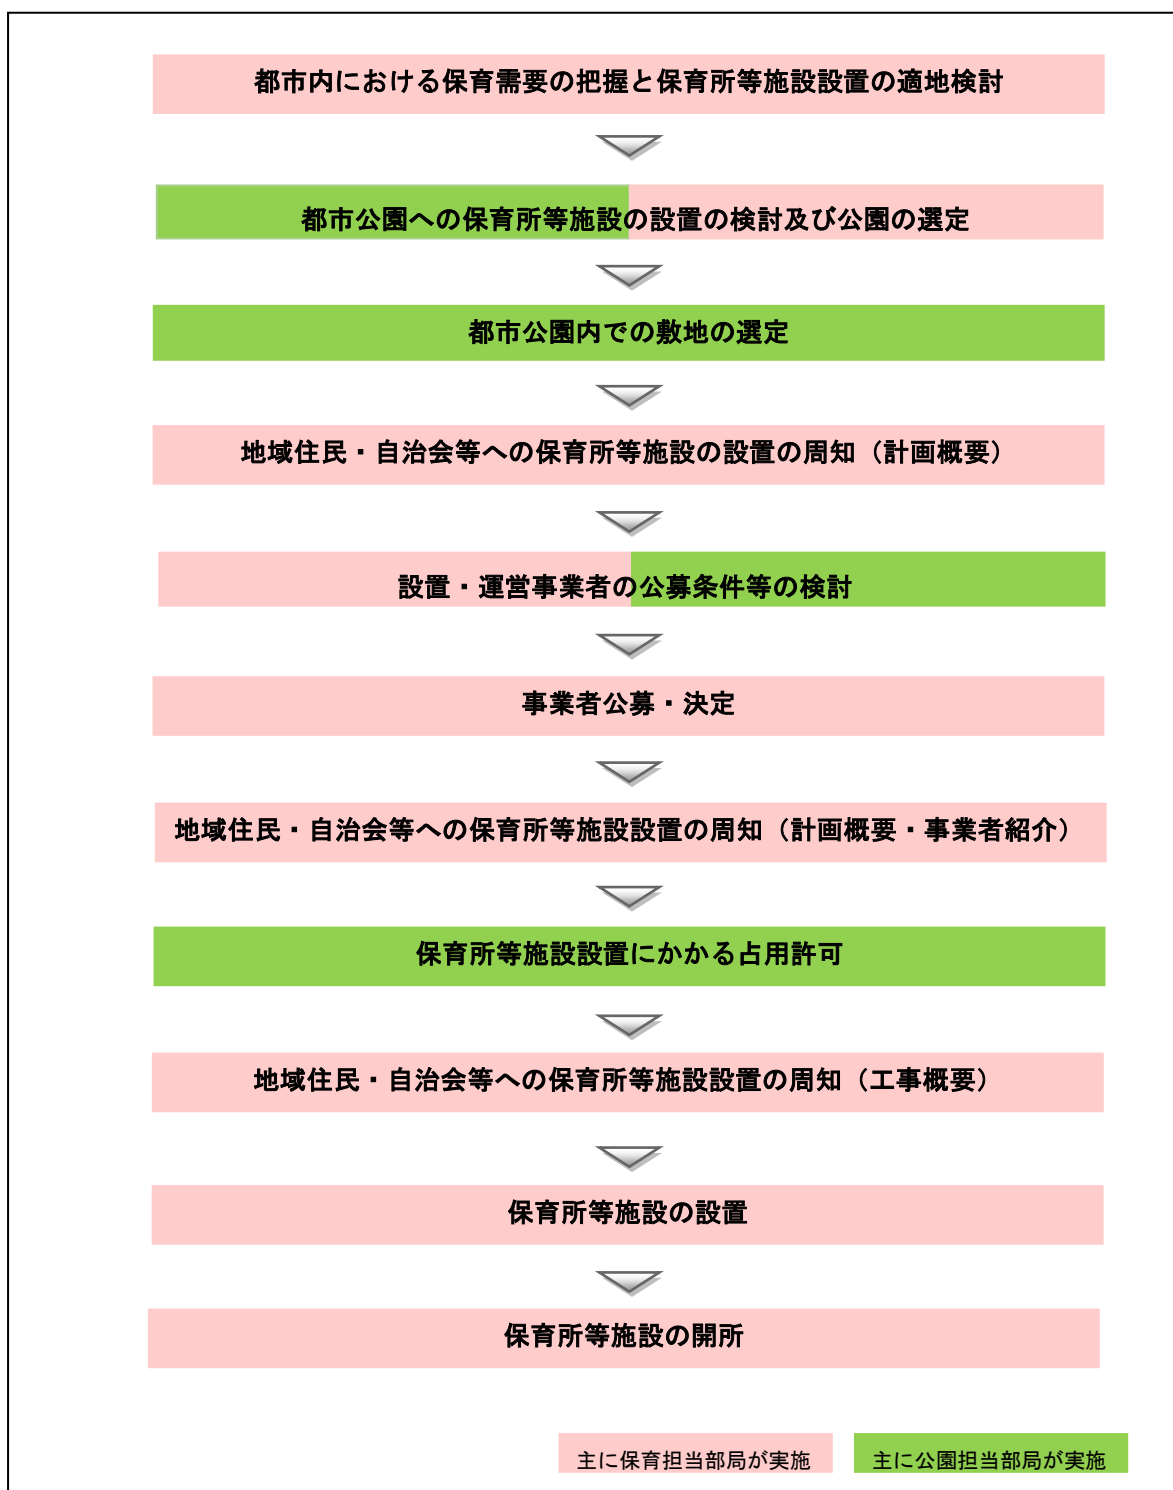 都市内における保育需要の把握と保育所等施設設置の適地検討
都市公園への保育所等施設の設置の検討及び公園の選定
都市公園内での敷地の選定
地域住民・自治会等への保育所等施設の設置の周知（計画概要）
設置・運営事業者の公募条件等の検討
事業者公募・決定
地域住民・自治会等への保育所等施設設置の周知（計画概要・事業者紹介）
保育所等施設設置にかかる占用許可
地域住民・自治会等への保育所等施設設置の周知（工事概要）
保育所等施設の設置
保育所等施設の開所
主に保育担当部局が実施
主に公園担当部局が実施